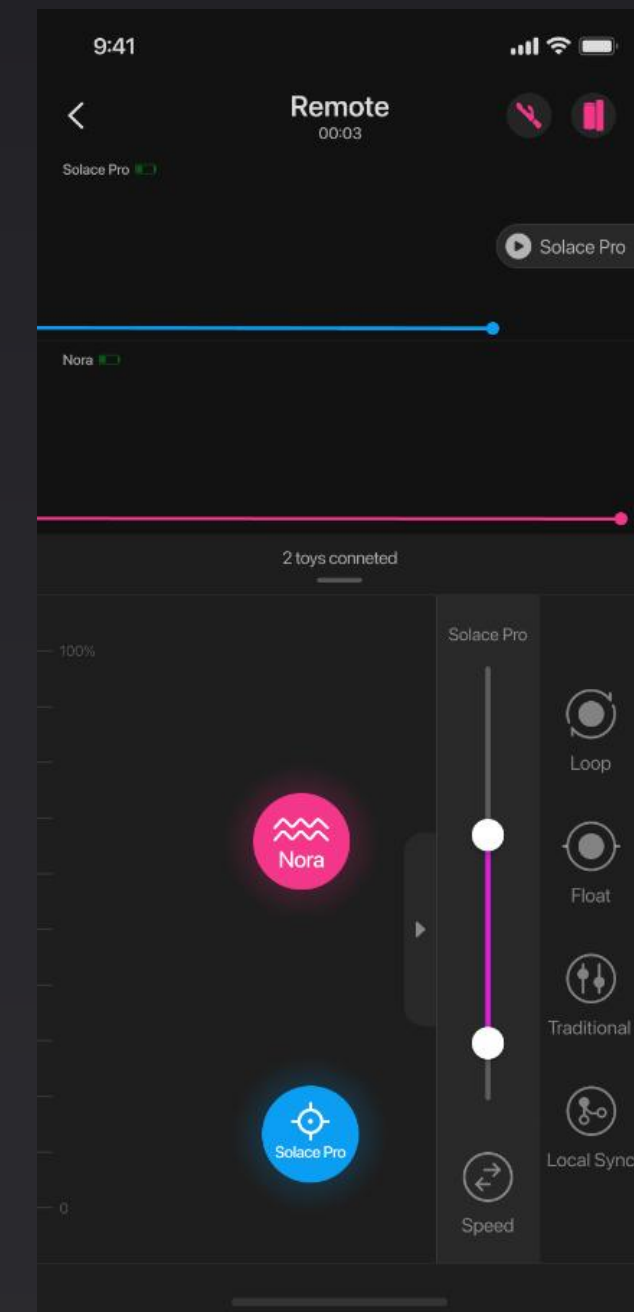 9:41
Remote
00:03
Solace Pro
Solace Pro
Nora
2 toys conneted
Solace Pro
100%
Loop
Nora
Float
Traditional
Solace Pro
Local Sync
0
Speed